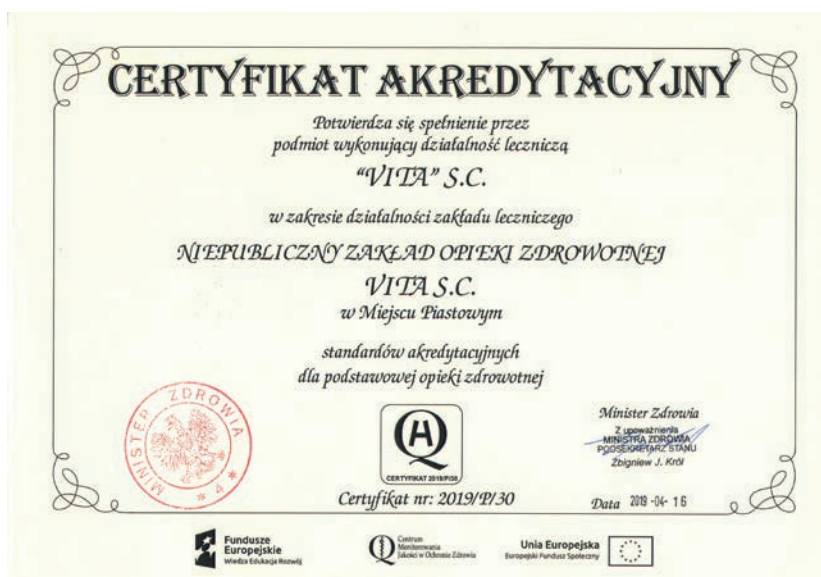 CERTYFIKAT AKREDYTACYJNY
Potwierdza się spełnienie przez
podmiot wykonujący działalność leczniczą
"VITA" S.C.
w zakresie działalności zakładu leczniczego
NIEPUBLICZNY ZAKŁAD OPIEKI ZDROWOTNEJ
VITA S.C.
w Miejscu Piastowym
standardów akredytacyjnych
dla podstawowej opieki zdrowotnej
MINISTER ZDROWIA
* 4 *
CERTYFIKAT 2019/P/30
Certyfikat nr: 2019/P/30
Minister Zdrowia
Z upoważnienia
MINISTRA ZDROWIA
PODSEKRETARZ STANU
Zbigniew J. Król
Data 2019 -04- 16
Fundusze
Europejskie
Wiedza Edukacja Rozwój
Centrum
Monitorowania
Jakości w Ochronie Zdrowia
Unia Europejska
Europejski Fundusz Społeczny